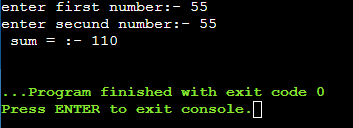 enter first number:- 55
enter secund number:- 55
sum = :- 110
...Program finished with exit code 0
Press ENTER to exit console.